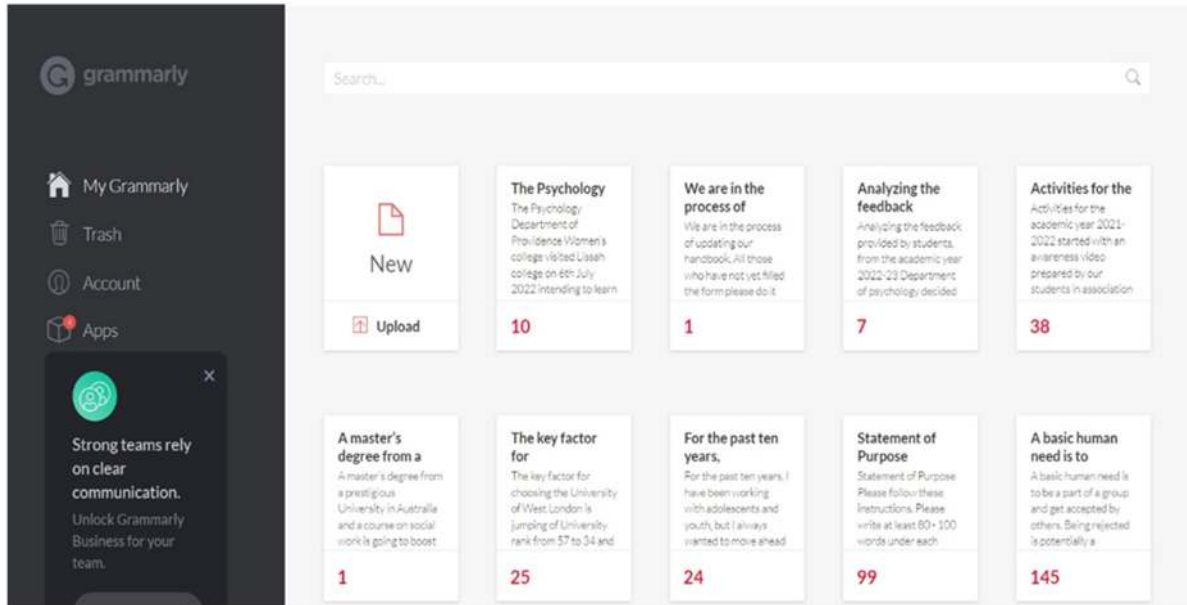 grammarly
My Grammarly
Trash
Account
Apps
Strong teams rely
on clear
communication.
Unlock Grammarly
Business for your
team.
Search...
New
Upload
The Psychology
The Psychology
Department of
Providence Women's
college visited Lissah
college on 6th July
2022 intending to learn
10
We are in the
process of
We are in the process
of updating our
handbook. All those
who have not yet filled
the form please do it
1
Analyzing the
feedback
Analyzing the feedback
provided by students,
from the academic year
2022-23 Department
of psychology decided
7
Activities for the
Activities for the
academic year 2021-
2022 started with an
awareness video
prepared by our
students in association
38
A master's
degree from a
A master's degree from
a prestigious
University in Australia
and a course on social
work is going to boost
1
The key factor
for
The key factor for
choosing the University
of West London is
jumping of University
rank from 57 to 34 and
25
For the past ten
years,
For the past ten years, I
have been working
with adolescents and
youth, but I always
wanted to move ahead
24
Statement of
Purpose
Statement of Purpose
Please follow these
instructions. Please
write at least 80 - 100
words under each
99
A basic human
need is to
A basic human need is
to be a part of a group
and get accepted by
others. Being rejected
is potentially a
145